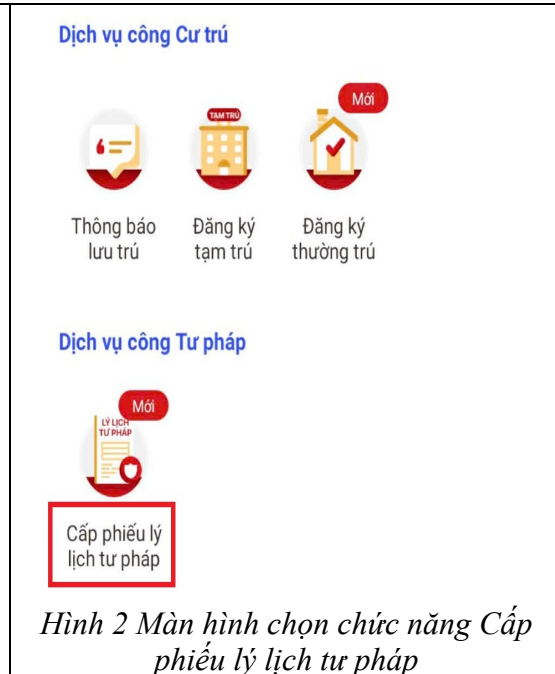 Dịch vụ công Cư trú
TẠM TRÚ
Mới
Thông báo
lưu trú
Đăng ký
tạm trú
Đăng ký
thường trú
Dịch vụ công Tư pháp
Mới
LÝ LỊCH
TƯ PHÁP
Cấp phiếu lý
lịch tư pháp
Hình 2 Màn hình chọn chức năng Cấp
phiếu lý lịch tư pháp